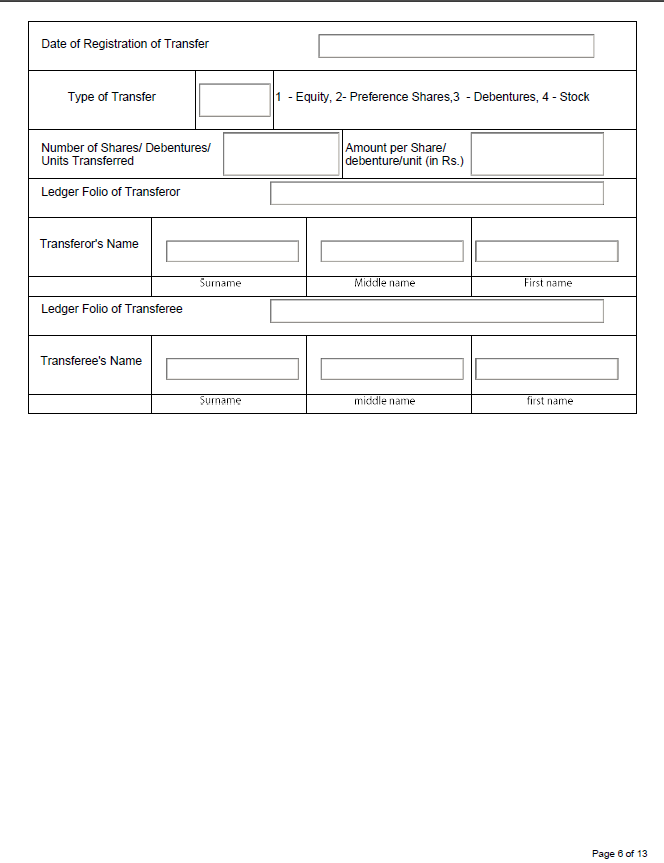 Date of Registration of Transfer
Type of Transfer
1 - Equity, 2- Preference Shares,3 - Debentures, 4 - Stock
Number of Shares/ Debentures/
Units Transferred
Amount per Share/
debenture/unit (in Rs.)
Ledger Folio of Transferor
Transferor's Name
Surname Middle name First name
Ledger Folio of Transferee
Transferee's Name
Surname middle name first name
Page 6 of 13